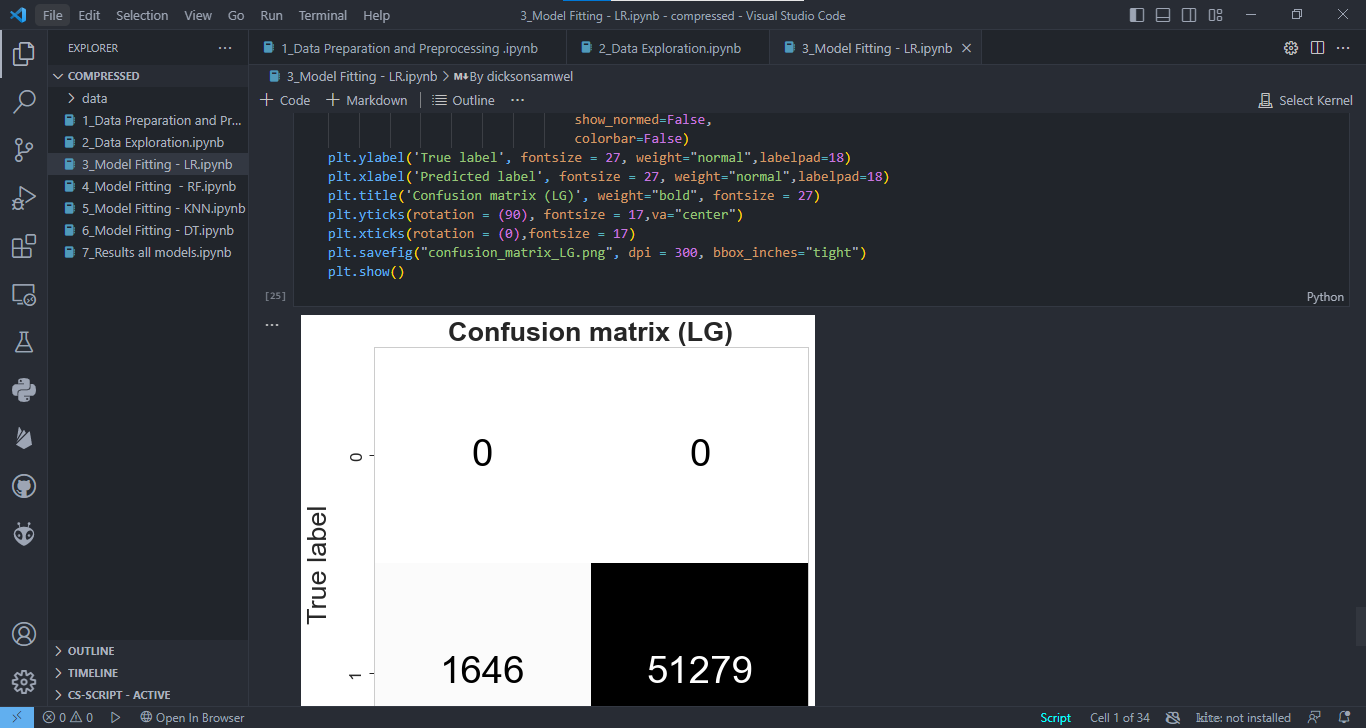 File Edit Selection View Go Run Terminal Help
3_Model Fitting - LR.ipynb - compressed - Visual Studio Code
EXPLORER
COMPRESSED
data
1_Data Preparation and Pr...
2_Data Exploration.ipynb
3_Model Fitting - LR.ipynb
4_Model Fitting - RF.ipynb
5_Model Fitting - KNN.ipynb
6_Model Fitting - DT.ipynb
7_Results all models.ipynb
OUTLINE
TIMELINE
CS-SCRIPT - ACTIVE
1_Data Preparation and Preprocessing .ipynb
2_Data Exploration.ipynb
3_Model Fitting - LR.ipynb
3_Model Fitting - LR.ipynb > M↓By dicksonsamwel
+ Code + Markdown Outline ...
Select Kernel
show_normed=False,
colorbar=False)
plt.ylabel('True label', fontsize = 27, weight="normal",labelpad=18)
plt.xlabel('Predicted label', fontsize = 27, weight="normal",labelpad=18)
plt.title('Confusion matrix (LG)', weight="bold", fontsize = 27)
plt.yticks(rotation = (90), fontsize = 17,va="center")
plt.xticks(rotation = (0),fontsize = 17)
plt.savefig("confusion_matrix_LG.png", dpi = 300, bbox_inches="tight")
plt.show()
[25]
Python
Confusion matrix (LG)
True label
0
0 0
1
1646 51279
0 0
Open In Browser
Script
Cell 1 of 34
kite: not installed